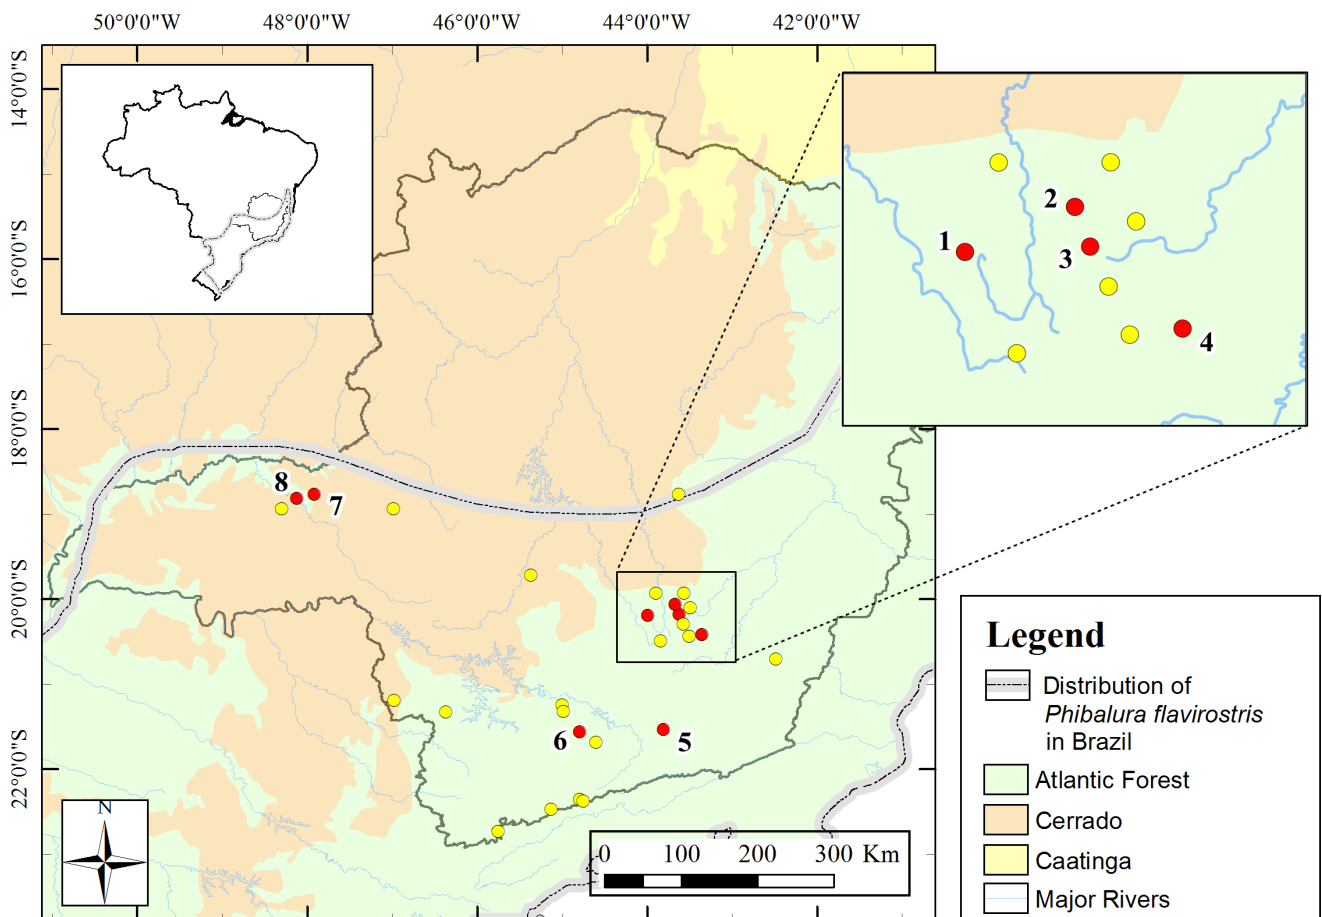 50°0'0"W 48°0'0"W 46°0'0"W 44°0'0"W 42°0'0"W
14°0'0"S
16°0'0"S
18°0'0"S
20°0'0"S
22°0'0"S
2
1
3
4
8
7
6
5
N
0 100 200 300 Km
Legend
Distribution of
Phibalura flavirostris
in Brazil
Atlantic Forest
Cerrado
Caatinga
Major Rivers